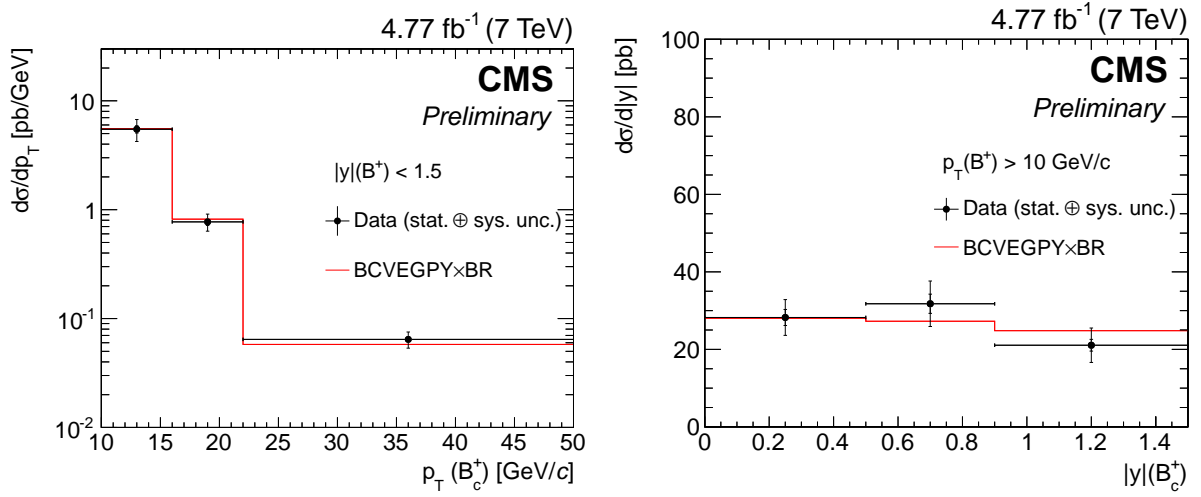 4.77 fb⁻¹ (7 TeV)
CMS
Preliminary
|y|(B⁺) < 1.5
Data (stat. ⊕ sys. unc.)
BCVEGPY×BR
dσ/dp_T [pb/GeV]
10
1
10⁻¹
10⁻²
10 15 20 25 30 35 40 45 50
p_T (B_c⁺) [GeV/c]
4.77 fb⁻¹ (7 TeV)
CMS
Preliminary
p_T(B⁺) > 10 GeV/c
Data (stat. ⊕ sys. unc.)
BCVEGPY×BR
dσ/d|y| [pb]
100
80
60
40
20
0
0 0.2 0.4 0.6 0.8 1 1.2 1.4
|y|(B_c⁺)